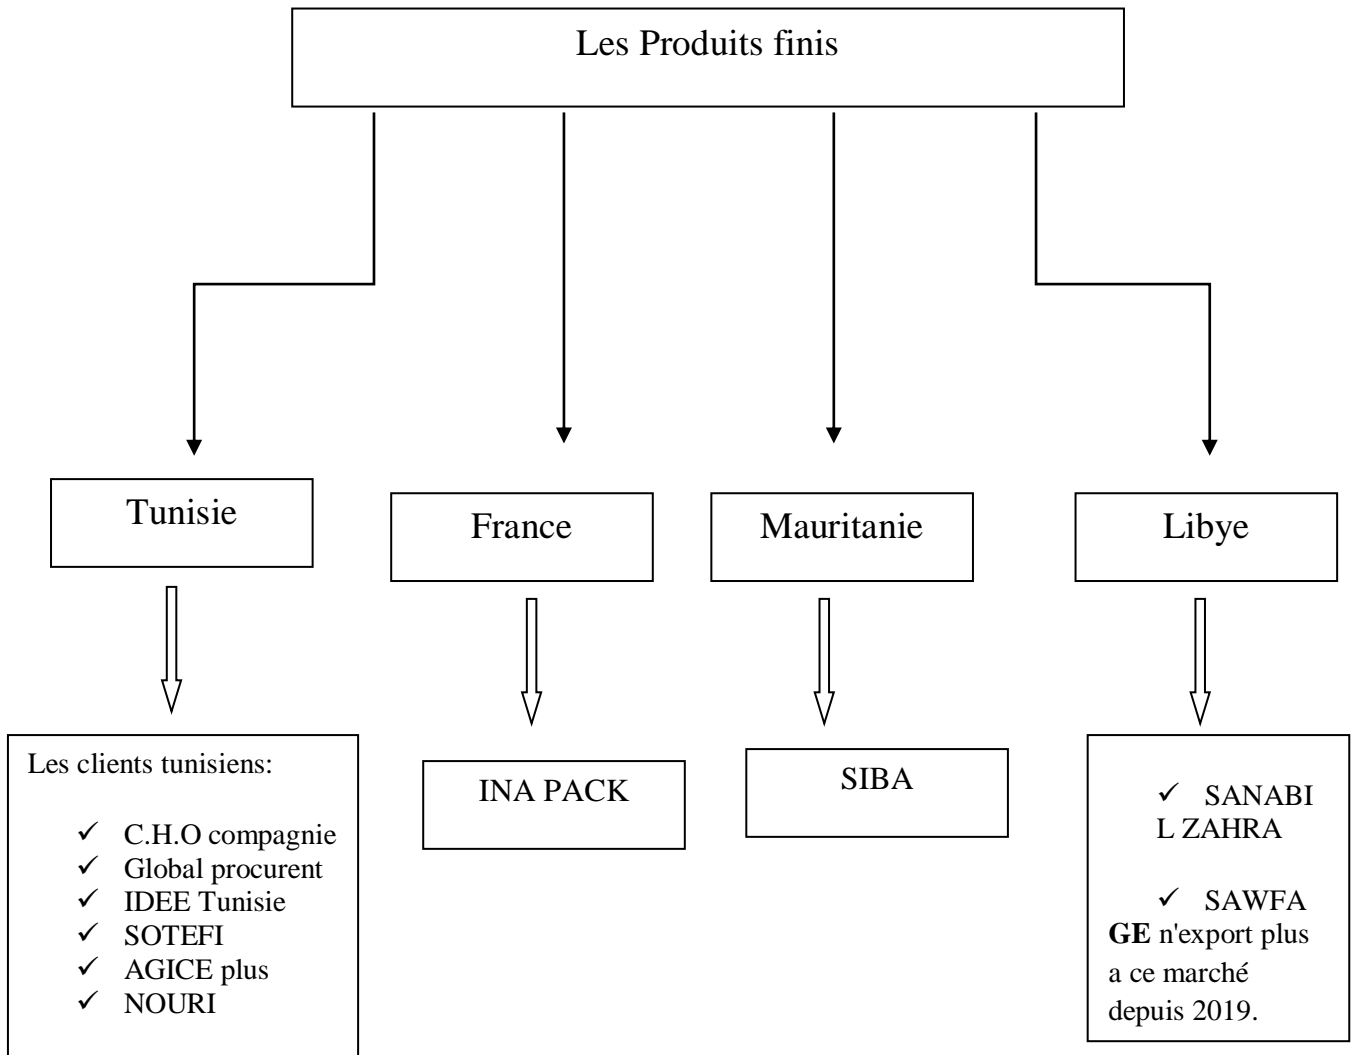 Les Produits finis
Tunisie
France
Mauritanie
Libye
Les clients tunisiens:
✓ C.H.O compagnie
✓ Global procurent
✓ IDEE Tunisie
✓ SOTEFI
✓ AGICE plus
✓ NOURI
INA PACK
SIBA
✓ SANABI
L ZAHRA
✓ SAWFA
GE n'export plus
a ce marché
depuis 2019.